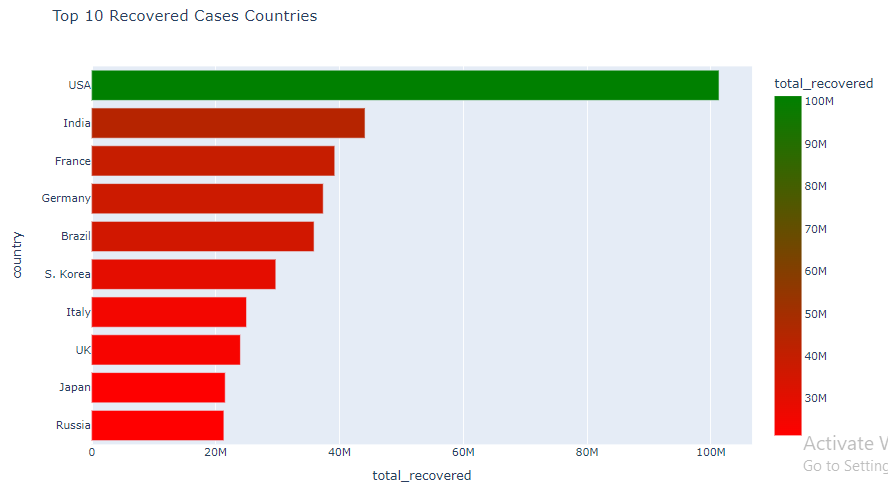 Top 10 Recovered Cases Countries
total_recovered
USA
India
France
Germany
Brazil
S. Korea
Italy
UK
Japan
Russia
country
0
20M
40M
60M
80M
100M
total_recovered
100M
90M
80M
70M
60M
50M
40M
30M
Activate
Go to Setting